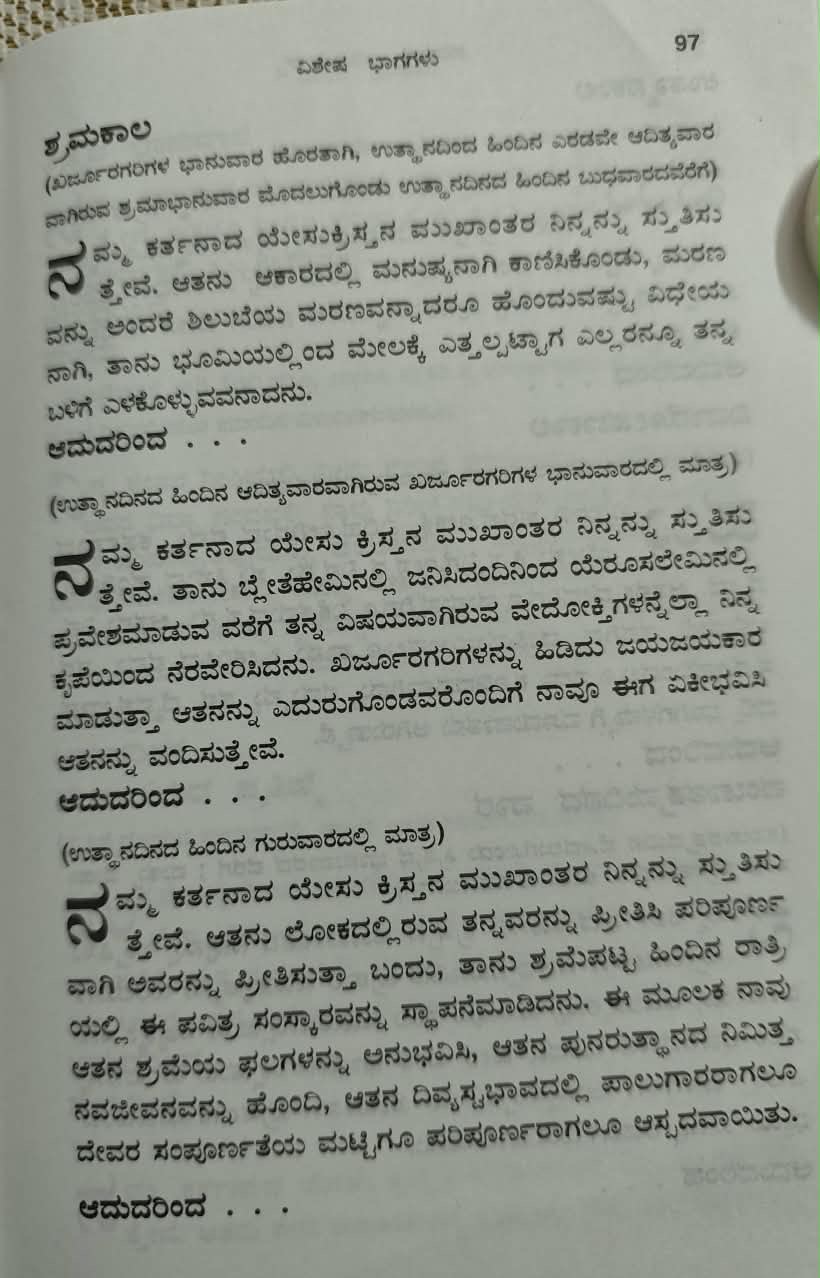 ವಿಶೇಷ ಭಾಗಗಳು
97
ಶ್ರಮಕಾಲ
(ಖರ್ಜೂರಗರಿಗಳ ಭಾನುವಾರ ಹೊರತಾಗಿ, ಉತ್ಥಾನದಿಂದ ಹಿಂದಿನ ಎರಡವೇ ಆದಿತ್ಯವಾರ
ವಾಗಿರುವ ಶ್ರಮಾಭಾನುವಾರ ಮೊದಲುಗೊಂಡು ಉತ್ಥಾನದಿನದ ಹಿಂದಿನ ಬುಧವಾರದವರೆಗೆ)
ನಮ್ಮ ಕರ್ತನಾದ ಯೇಸುಕ್ರಿಸ್ತನ ಮುಖಾಂತರ ನಿನ್ನನ್ನು ಸ್ತುತಿಸು
ತ್ತೇವೆ. ಆತನು ಆಕಾರದಲ್ಲಿ ಮನುಷ್ಯನಾಗಿ ಕಾಣಿಸಿಕೊಂಡು, ಮರಣ
ವನ್ನು ಅಂದರೆ ಶಿಲುಬೆಯ ಮರಣವನ್ನಾದರೂ ಹೊಂದುವಷ್ಟು ವಿಧೇಯ
ನಾಗಿ, ತಾನು ಭೂಮಿಯಲ್ಲಿಂದ ಮೇಲಕ್ಕೆ ಎತ್ತಲ್ಪಟ್ಟಾಗ ಎಲ್ಲರನ್ನೂ ತನ್ನ
ಬಳಿಗೆ ಎಳಕೊಳ್ಳುವವನಾದನು.
ಆದುದರಿಂದ . . .
(ಉತ್ಥಾನದಿನದ ಹಿಂದಿನ ಆದಿತ್ಯವಾರವಾಗಿರುವ ಖರ್ಜೂರಗರಿಗಳ ಭಾನುವಾರದಲ್ಲಿ ಮಾತ್ರ)
ನಮ್ಮ ಕರ್ತನಾದ ಯೇಸು ಕ್ರಿಸ್ತನ ಮುಖಾಂತರ ನಿನ್ನನ್ನು ಸ್ತುತಿಸು
ತ್ತೇವೆ. ತಾನು ಬ್ಲೇತೆಹೇಮಿನಲ್ಲಿ ಜನಿಸಿದಂದಿನಿಂದ ಯೆರೂಸಲೇಮಿನಲ್ಲಿ
ಪ್ರವೇಶಮಾಡುವ ವರೆಗೆ ತನ್ನ ವಿಷಯವಾಗಿರುವ ವೇದೋಕ್ತಿಗಳನ್ನೆಲ್ಲಾ ನಿನ್ನ
ಕೃಪೆಯಿಂದ ನೆರವೇರಿಸಿದನು. ಖರ್ಜೂರಗರಿಗಳನ್ನು ಹಿಡಿದು ಜಯಜಯಕಾರ
ಮಾಡುತ್ತಾ ಆತನನ್ನು ಎದುರುಗೊಂಡವರೊಂದಿಗೆ ನಾವೂ ಈಗ ಏಕೀಭವಿಸಿ
ಆತನನ್ನು ವಂದಿಸುತ್ತೇವೆ.
ಆದುದರಿಂದ . . .
(ಉತ್ಥಾನದಿನದ ಹಿಂದಿನ ಗುರುವಾರದಲ್ಲಿ ಮಾತ್ರ)
ನಮ್ಮ ಕರ್ತನಾದ ಯೇಸು ಕ್ರಿಸ್ತನ ಮುಖಾಂತರ ನಿನ್ನನ್ನು ಸ್ತುತಿಸು
ತ್ತೇವೆ. ಆತನು ಲೋಕದಲ್ಲಿರುವ ತನ್ನವರನ್ನು ಪ್ರೀತಿಸಿ ಪರಿಪೂರ್ಣ
ವಾಗಿ ಅವರನ್ನು ಪ್ರೀತಿಸುತ್ತಾ ಬಂದು, ತಾನು ಶ್ರಮೆಪಟ್ಟ ಹಿಂದಿನ ರಾತ್ರಿ
ಯಲ್ಲಿ ಈ ಪವಿತ್ರ ಸಂಸ್ಕಾರವನ್ನು ಸ್ಥಾಪನೆಮಾಡಿದನು. ಈ ಮೂಲಕ ನಾವು
ಆತನ ಶ್ರಮೆಯ ಫಲಗಳನ್ನು ಅನುಭವಿಸಿ, ಆತನ ಪುನರುತ್ಥಾನದ ನಿಮಿತ್ತ
ನವಜೀವನವನ್ನು ಹೊಂದಿ, ಆತನ ದಿವ್ಯಸ್ವಭಾವದಲ್ಲಿ ಪಾಲುಗಾರರಾಗಲೂ
ದೇವರ ಸಂಪೂರ್ಣತೆಯ ಮಟ್ಟಿಗೂ ಪರಿಪೂರ್ಣರಾಗಲೂ ಆಸ್ಪದವಾಯಿತು.
ಆದುದರಿಂದ . . .